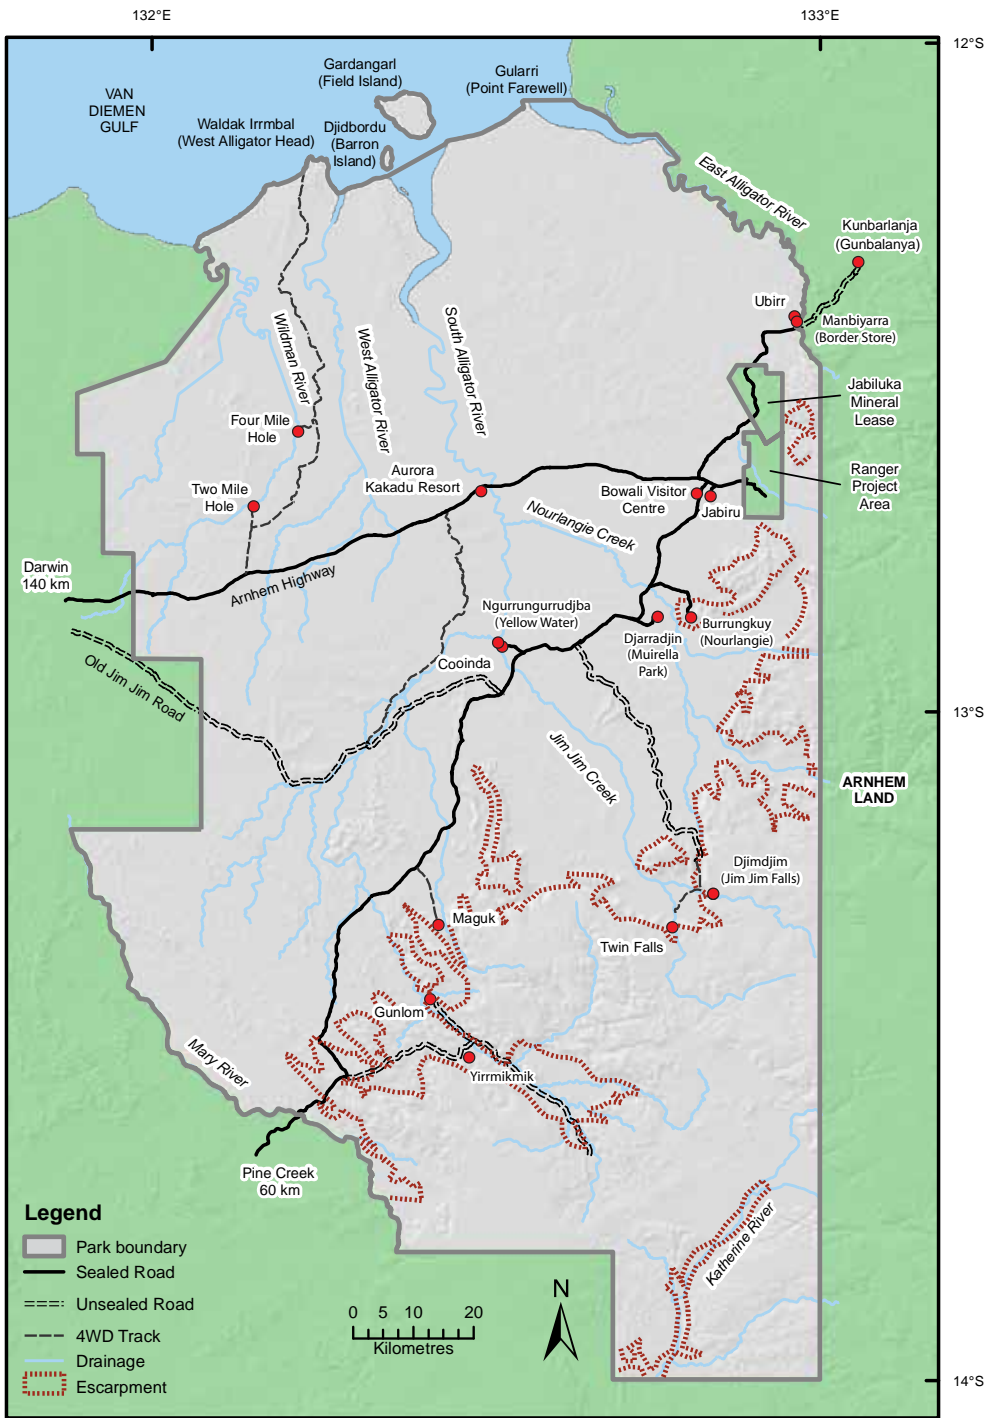 132°E
133°E
12°S
Gardangarl
(Field Island)
Gularri
(Point Farewell)
VAN
DIEMEN
GULF
Waldak Irrmbal
(West Alligator Head)
Djidbordu
(Barron
Island)
East Alligator River
Kunbarlanja
(Gunbalanya)
Ubirr
Manbiyarra
(Border Store)
Wildman River
West Alligator River
South Alligator River
Jabiluka
Mineral
Lease
Four Mile
Hole
Two Mile
Hole
Aurora
Kakadu Resort
Bowali Visitor
Centre
Jabiru
Ranger
Project
Area
Nourlangie Creek
Darwin
140 km
Arnhem Highway
Ngurrungurrudjba
(Yellow Water)
Djarradjin
(Muirella
Park)
Burrungkuy
(Nourlangie)
Cooinda
Old Jim Jim Road
13°S
Jim Jim Creek
ARNHEM
LAND
Djimdjim
(Jim Jim Falls)
Maguk
Twin Falls
Gunlom
Mary River
Yirrmikmik
Pine Creek
60 km
Katherine River
Legend
Park boundary
Sealed Road
Unsealed Road
4WD Track
Drainage
Escarpment
0 5 10 20
Kilometres
N
14°S